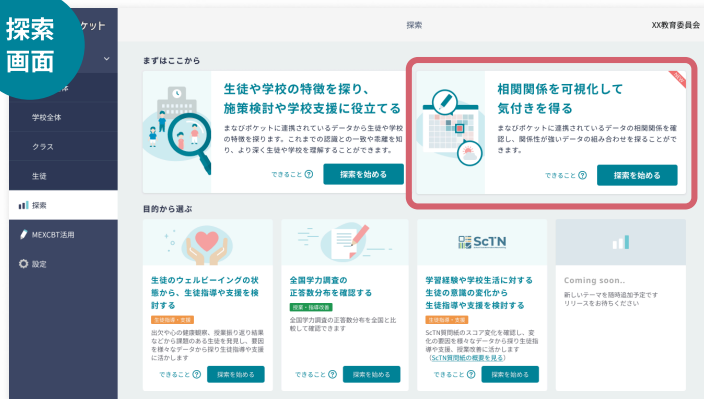 探索
画面
ケット
探索
XX教育委員会
体
学校全体
クラス
生徒
探索
MEXCBT活用
設定
まずはここから
生徒や学校の特徴を探り、
施策検討や学校支援に役立てる
まなびポケットに連携されているデータから生徒や学校
の特徴を探ります。これまでの認識との一致や乖離を知
り、より深く生徒や学校を理解することができます。
できること ?
探索を始める
相関関係を可視化して
気付きを得る
まなびポケットに連携されているデータの相関関係を確
認し、関係性が強いデータの組み合わせを探ることがで
きます。
できること ?
探索を始める
目的から選ぶ
生徒のウェルビーイングの状
態から、生徒指導や支援を検
討する
生徒指導・支援
出欠や心の健康観察、授業振り返り結果
などから課題のある生徒を発見し、要因
を様々なデータから探り生徒指導や支援
に活かします
できること ?
探索を始める
全国学力調査の
正答数分布を確認する
授業・指導改善
全国学力調査の正答数分布を全国と比
較して確認できます
できること ?
探索を始める
ScTN
学習経験や学校生活に対する
生徒の意識の変化から
生徒指導や支援を検討する
生徒指導・支援
ScTN質問紙のスコア変化を確認し、変
化の要因を様々なデータから探り生徒指
導や支援、授業改善に活かします
（ScTN質問紙の概要を見る）
できること ?
探索を始める
Coming soon..
新しいテーマを随時追加予定です
リリースをお待ちください